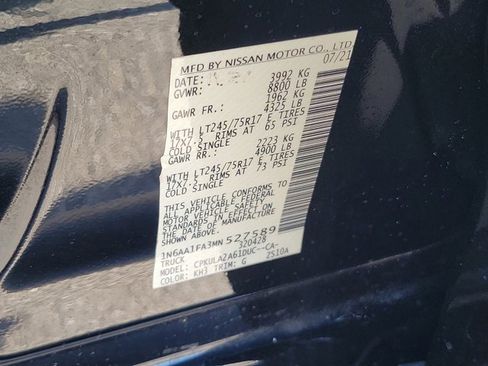 MFD BY NISSAN MOTOR CO., LTD
DATE: 07/21
GVWR: 3992 KG
8800 LB
GAWR FR.: 1962 KG
4325 LB
WITH LT245/75R17 E TIRES
17X7.5 RIMS AT 65 PSI
COLD SINGLE
GAWR RR.: 2223 KG
4900 LB
WITH LT245/75R17 E TIRES
17X7.5 RIMS AT 73 PSI
COLD SINGLE
THIS VEHICLE CONFORMS TO
ALL APPLICABLE FEDERAL
MOTOR VEHICLE SAFETY
STANDARDS IN EFFECT ON
THE DATE OF MANUFACTURE
1N6AA1FA3MN527589
TRUCK 320428
MODEL: CPKULA2A61DUC--CA-
COLOR: KH3 TRIM: G 2S10A